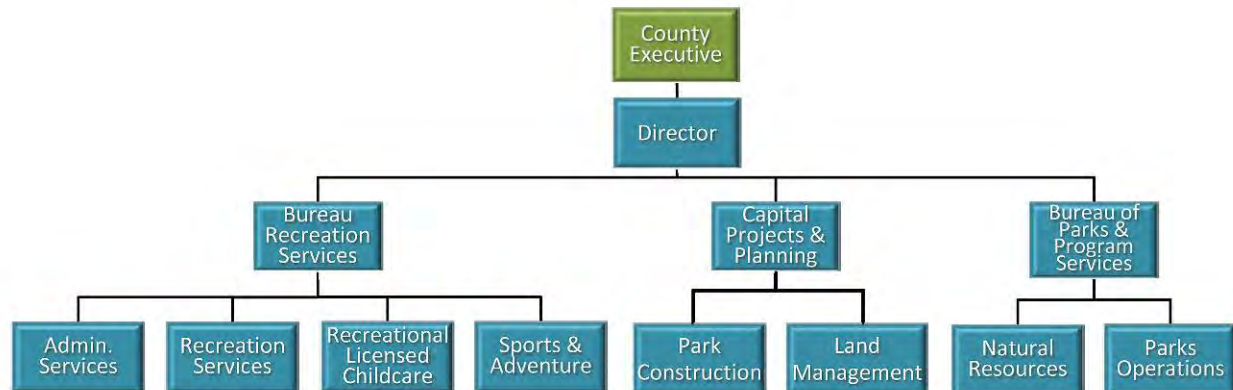 County
Executive
Director
Bureau
Recreation
Services
Capital
Projects &
Planning
Bureau of
Parks &
Program
Services
Admin.
Services
Recreation
Services
Recreational
Licensed
Childcare
Sports &
Adventure
Park
Construction
Land
Management
Natural
Resources
Parks
Operations